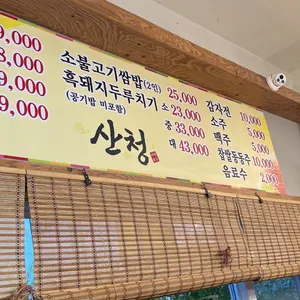 9,000
8,000
9,000
9,000
소불고기쌈밥(2인) 25,000
흑돼지두루치기 소 23,000
(공기밥 미포함) 중 33,000
대 43,000
산청
감자전 10,000
소주 5,000
맥주 5,000
찹쌀동동주 10,000
음료수 2,000